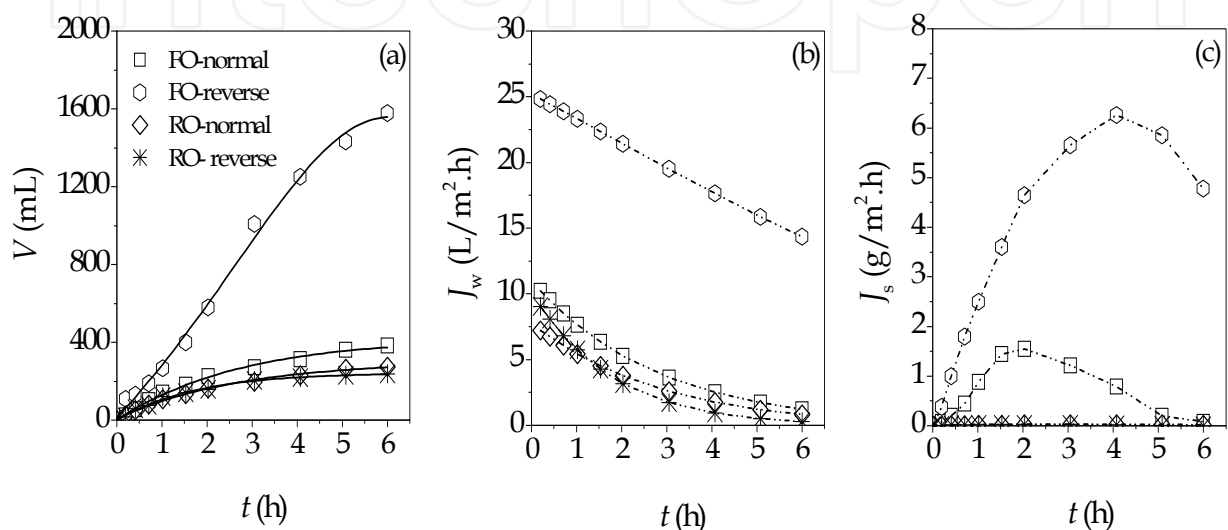 2000
1600
1200
800
400
0
V (mL)
(a)
FO-normal
FO-reverse
RO-normal
RO- reverse
0 1 2 3 4 5 6
t (h)
30
25
20
15
10
5
0
J_w (L/m².h)
(b)
0 1 2 3 4 5 6
t (h)
8
7
6
5
4
3
2
1
0
J_s (g/m².h)
(c)
0 1 2 3 4 5 6
t (h)